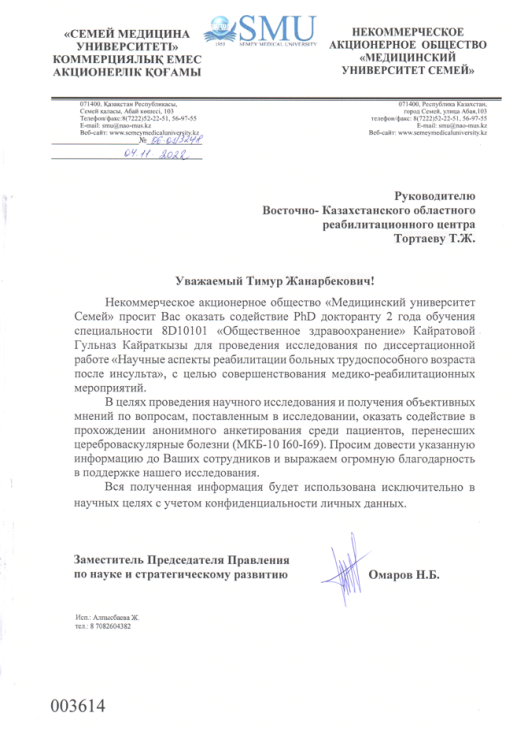 «СЕМЕЙ МЕДИЦИНА
УНИВЕРСИТЕТІ»
КОММЕРЦИЯЛЫҚ ЕМЕС
АКЦИОНЕРЛІК ҚОҒАМЫ
SMU
SEMEY MEDICAL UNIVERSITY
НЕКОММЕРЧЕСКОЕ
АКЦИОНЕРНОЕ ОБЩЕСТВО
«МЕДИЦИНСКИЙ
УНИВЕРСИТЕТ СЕМЕЙ»
071400, Қазақстан Республикасы,
Семей қаласы, Абай көшесі, 103
Телефон/факс:8(7222)52-22-51, 56-97-55
E-mail: smu@nao-mus.kz
Веб-сайт: www.semeymedicaluniversity.kz
071400, Республика Казахстан,
город Семей, улица Абая,103
телефон/факс: 8(7222)52-22-51, 56-97-55
E-mail: smu@nao-mus.kz
Веб-сайт: www.semeymedicaluniversity.kz
№
04.11 2022
Руководителю
Восточно- Казахстанского областного
реабилитационного центра
Тортаеву Т.Ж.
Уважаемый Тимур Жанарбекович!
Некоммерческое акционерное общество «Медицинский университет
Семей» просит Вас оказать содействие PhD докторанту 2 года обучения
специальности 8D10101 «Общественное здравоохранение» Кайратовой
Гульназ Кайраткызы для проведения исследования по диссертационной
работе «Научные аспекты реабилитации больных трудоспособного возраста
после инсульта», с целью совершенствования медико-реабилитационных
мероприятий.
В целях проведения научного исследования и получения объективных
мнений по вопросам, поставленным в исследовании, оказать содействие в
прохождении анонимного анкетирования среди пациентов, перенесших
цереброваскулярные болезни (МКБ-10 I60-I69). Просим довести указанную
информацию до Ваших сотрудников и выражаем огромную благодарность
в поддержке нашего исследования.
Вся полученная информация будет использована исключительно в
научных целях с учетом конфиденциальности личных данных.
Заместитель Председателя Правления
по науке и стратегическому развитию
Омаров Н.Б.
Исп.: Алпысбаева Ж.
тел.: 8 7082604382
003614